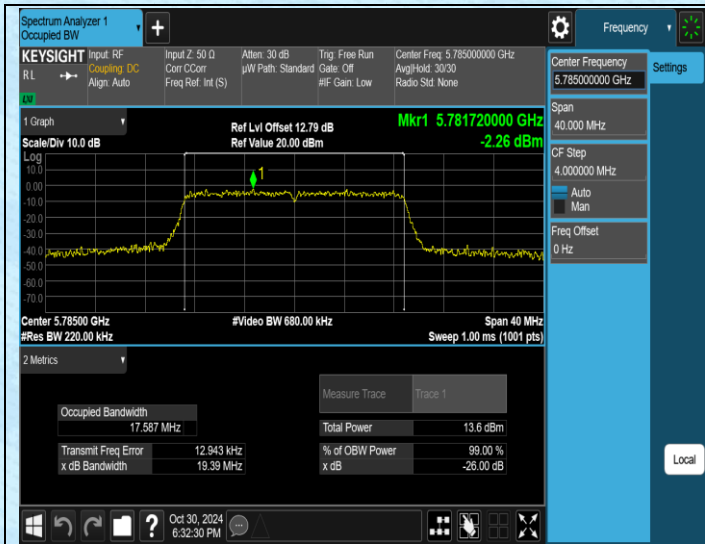 Spectrum Analyzer 1
Occupied BW
Frequency
KEYSIGHT
RL
LXI
Input: RF
Coupling: DC
Align: Auto
Input Z: 50 Ω
Corr CCorr
Freq Ref: Int (S)
Atten: 30 dB
µW Path: Standard
Trig: Free Run
Gate: Off
#IF Gain: Low
Center Freq: 5.785000000 GHz
Avg|Hold: 30/30
Radio Std: None
Center Frequency
5.785000000 GHz
Settings
Span
40.000 MHz
CF Step
4.000000 MHz
Auto
Man
Freq Offset
0 Hz
1 Graph
Scale/Div 10.0 dB
Ref Lvl Offset 12.79 dB
Ref Value 20.00 dBm
Mkr1 5.781720000 GHz
-2.26 dBm
Log
10.0
0.00
-10.0
-20.0
-30.0
-40.0
-50.0
-60.0
-70.0
1
Center 5.78500 GHz
#Res BW 220.00 kHz
#Video BW 680.00 kHz
Span 40 MHz
Sweep 1.00 ms (1001 pts)
2 Metrics
Measure Trace Trace 1
Occupied Bandwidth
17.587 MHz
Total Power 13.6 dBm
Transmit Freq Error 12.943 kHz
% of OBW Power 99.00 %
x dB Bandwidth 19.39 MHz
x dB -26.00 dB
Local
Oct 30, 2024
6:32:30 PM